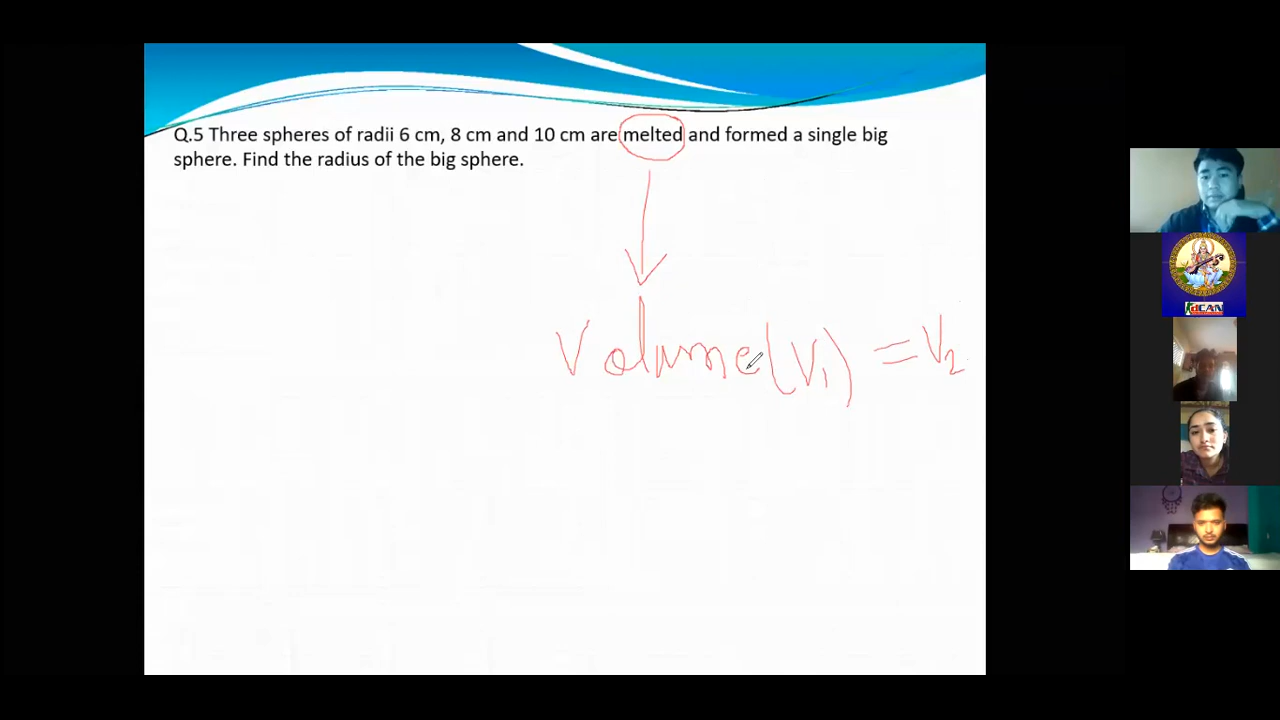 Q.5 Three spheres of radii 6 cm, 8 cm and 10 cm are melted and formed a single big
sphere. Find the radius of the big sphere.
Volume (V₁) = V₂